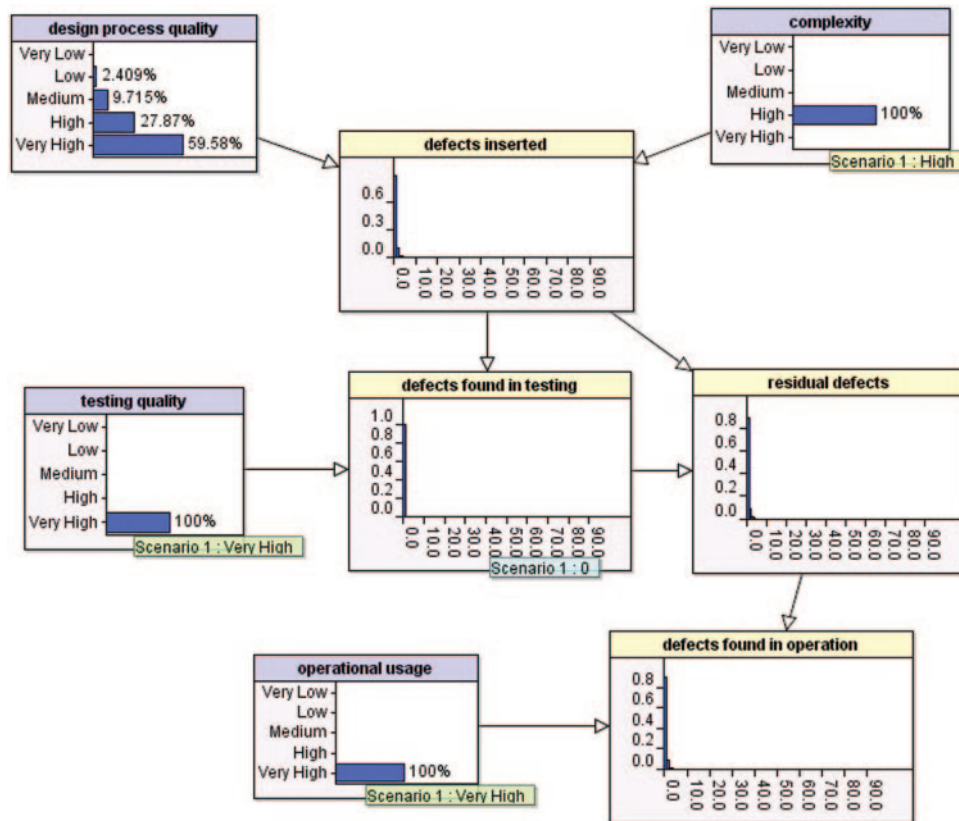 design process quality
Very Low
Low
2.409%
Medium
9.715%
High
27.87%
Very High
59.58%
complexity
Very Low
Low
Medium
High
100%
Very High
Scenario 1 : High
defects inserted
0.6
0.3
0.0
0.0
10.0
20.0
30.0
40.0
50.0
60.0
70.0
80.0
90.0
testing quality
Very Low
Low
Medium
High
Very High
100%
Scenario 1 : Very High
defects found in testing
1.0
0.8
0.6
0.4
0.2
0.0
0.0
10.0
20.0
30.0
40.0
50.0
60.0
70.0
80.0
90.0
Scenario 1 : 0
residual defects
0.8
0.6
0.4
0.2
0.0
0.0
10.0
20.0
30.0
40.0
50.0
60.0
70.0
80.0
90.0
operational usage
Very Low
Low
Medium
High
Very High
100%
Scenario 1 : Very High
defects found in operation
0.8
0.6
0.4
0.2
0.0
0.0
10.0
20.0
30.0
40.0
50.0
60.0
70.0
80.0
90.0